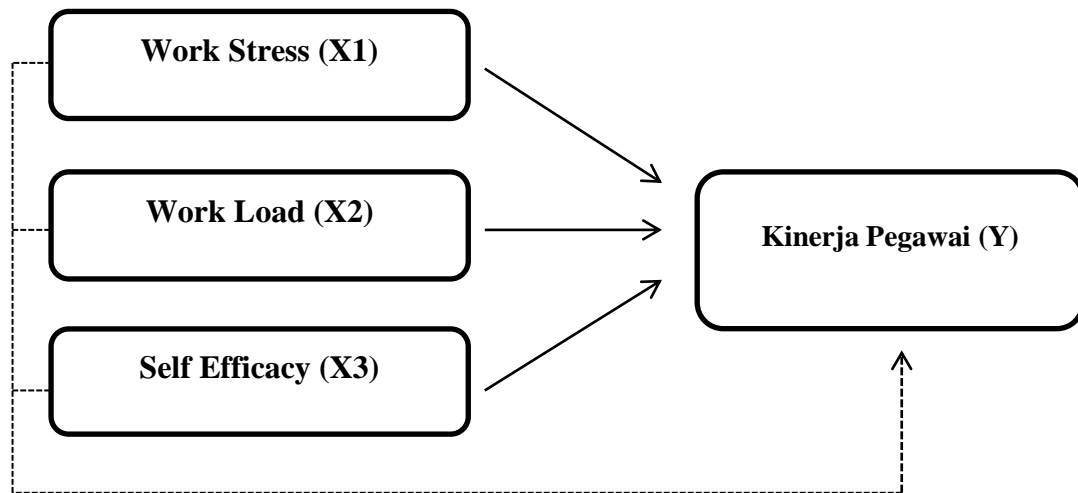 Work Stress (X1)
Work Load (X2)
Kinerja Pegawai (Y)
Self Efficacy (X3)